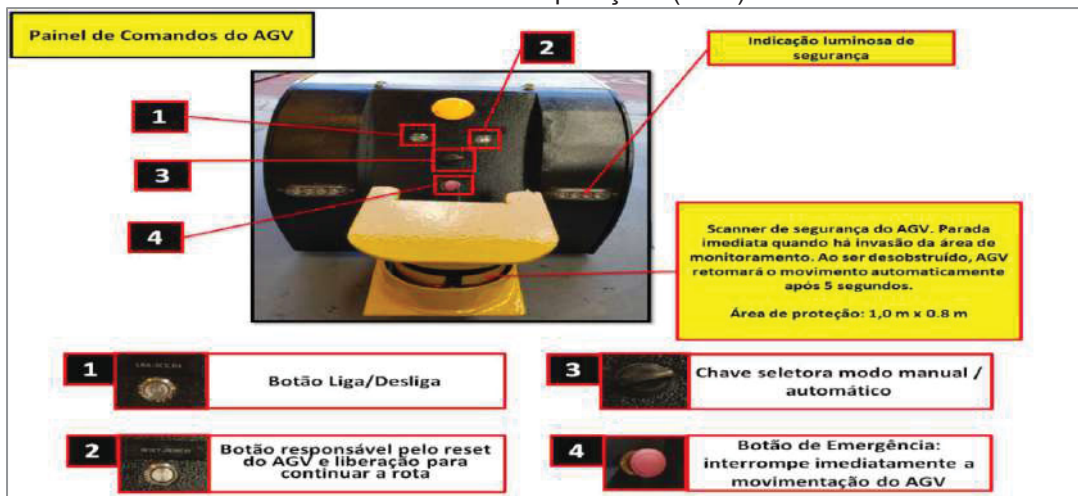 Painel de Comandos do AGV
2
Indicação luminosa de
segurança
1
3
4
Scanner de segurança do AGV. Parada
imediata quando há invasão da área de
monitoramento. Ao ser desobstruído, AGV
retomará o movimento automaticamente
após 5 segundos.
Área de proteção: 1,0 m x 0.8 m
1
Botão Liga/Desliga
3
Chave seletora modo manual /
automático
2
Botão responsável pelo reset
do AGV e liberação para
continuar a rota
4
Botão de Emergência:
interrompe imediatamente a
movimentação do AGV